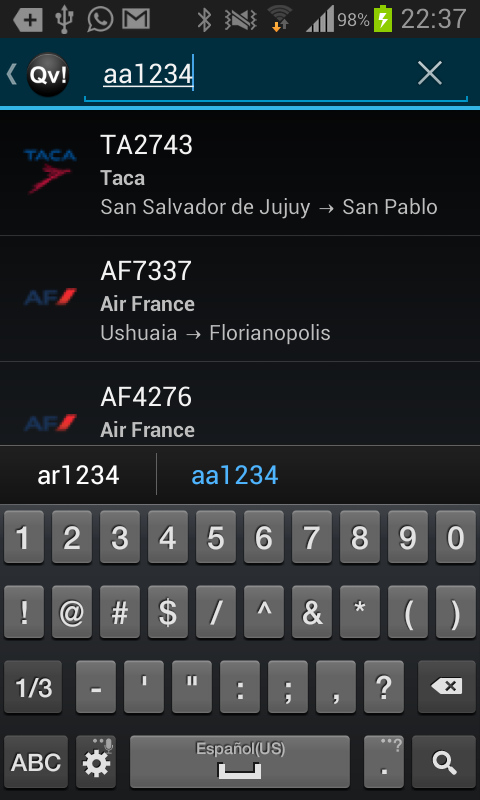 98% 22:37
Qv! aa1234
TACA
TA2743
Taca
San Salvador de Jujuy → San Pablo
AF
AF7337
Air France
Ushuaia → Florianopolis
AF
AF4276
Air France
ar1234 aa1234
1 2 3 4 5 6 7 8 9 0
! @ # $ / ^ & * ( )
1/3 - ' " : ; , ?
ABC Español(US) . ...?